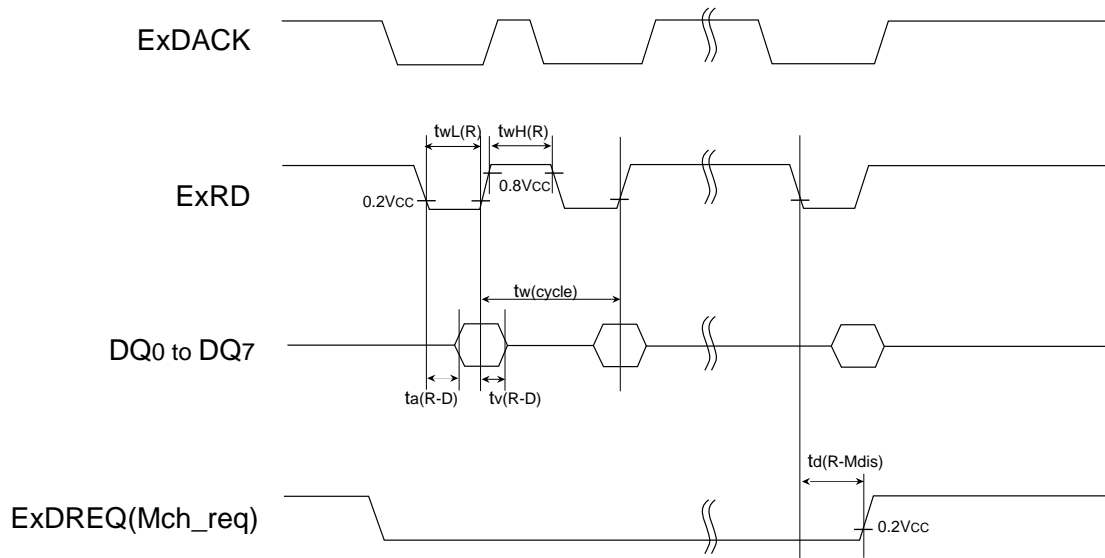 ExDACK
twL(R) twH(R)
ExRD
0.2VCC 0.8VCC
tw(cycle)
DQ0 to DQ7
ta(R-D) tv(R-D)
td(R-Mdis)
ExDREQ(Mch_req)
0.2VCC